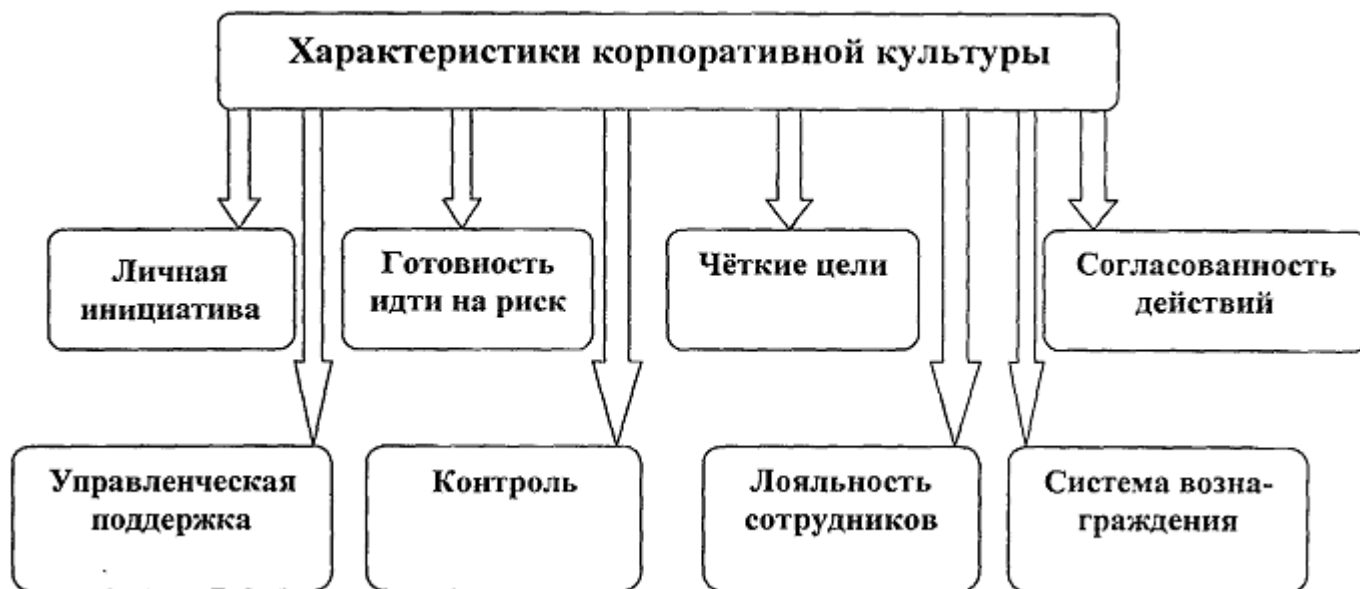 Характеристики корпоративной культуры
Личная
инициатива
Готовность
идти на риск
Чёткие цели
Согласованность
действий
Управленческая
поддержка
Контроль
Лояльность
сотрудников
Система возна-
граждения